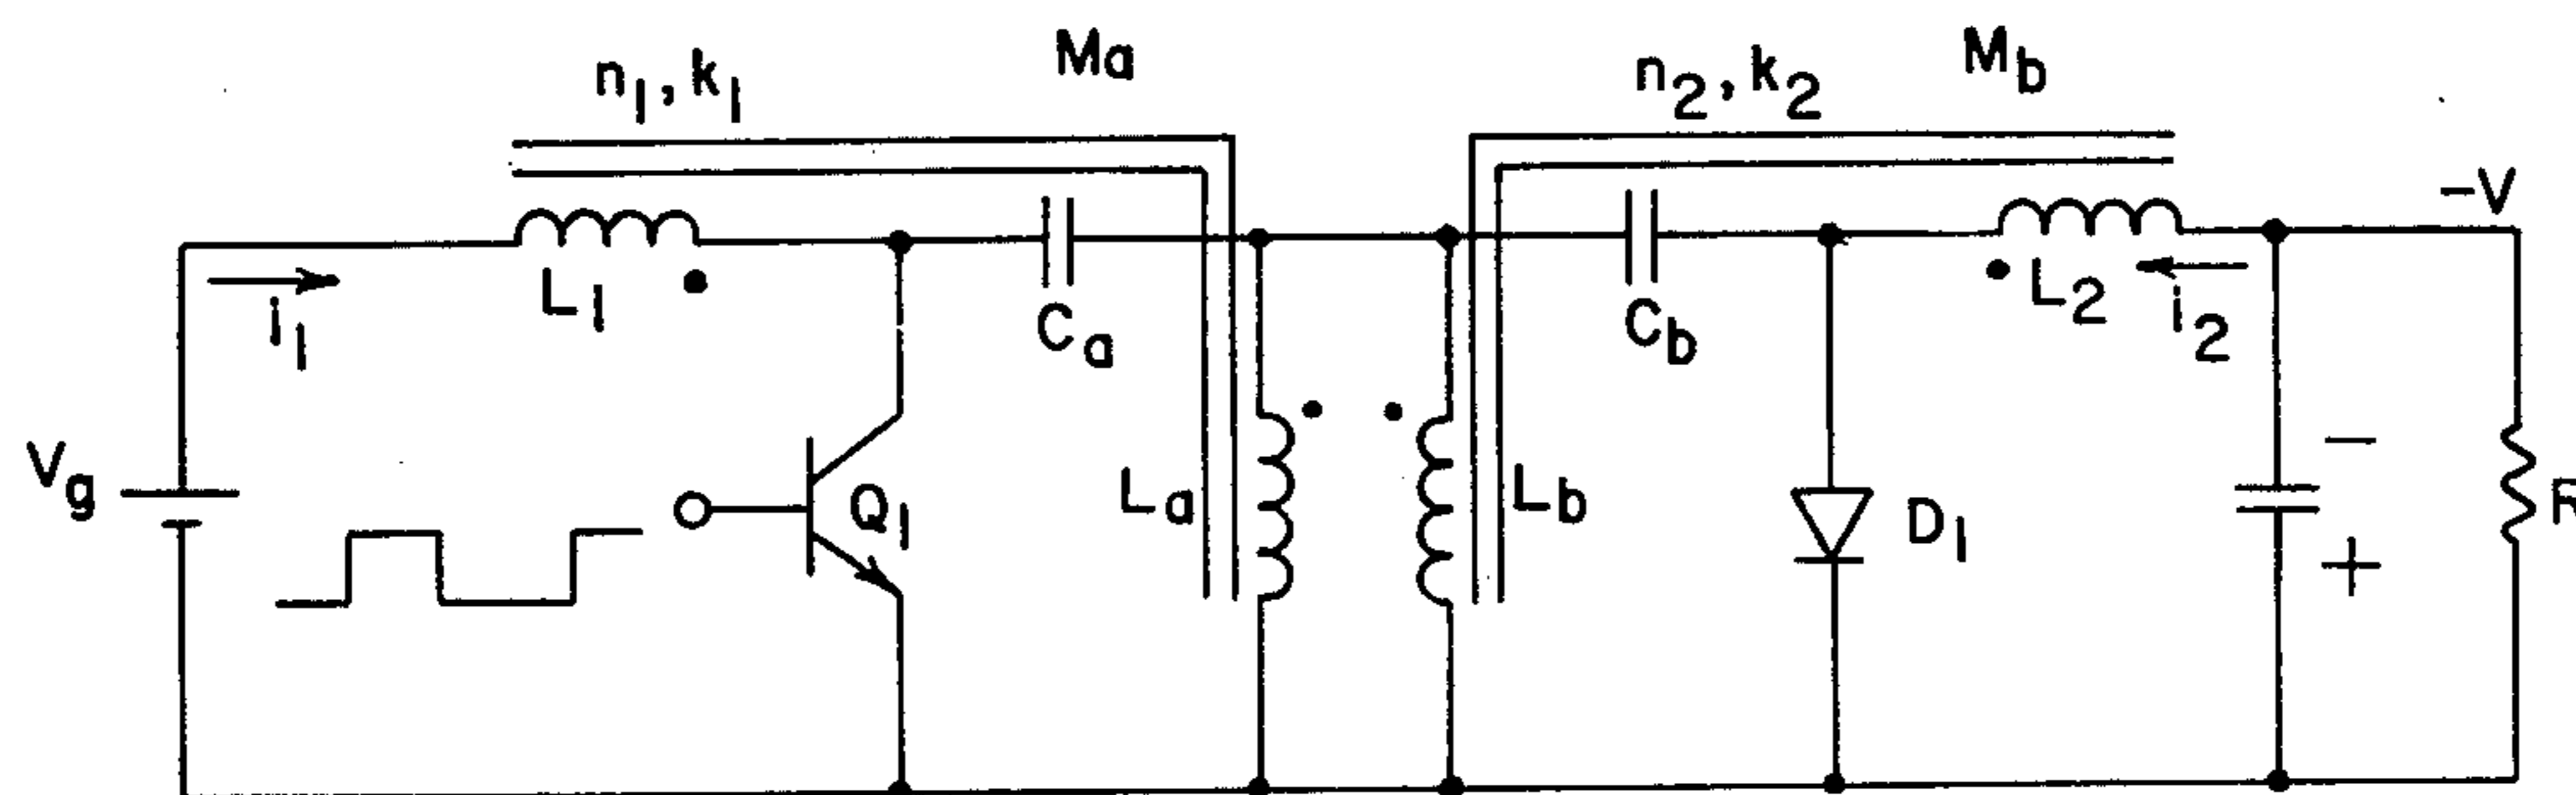 n1, k1
Ma
n2, k2
Mb
-V
L1
i1
Ca
Cb
L2
i2
Vg
Q1
La
Lb
D1
−
+
R